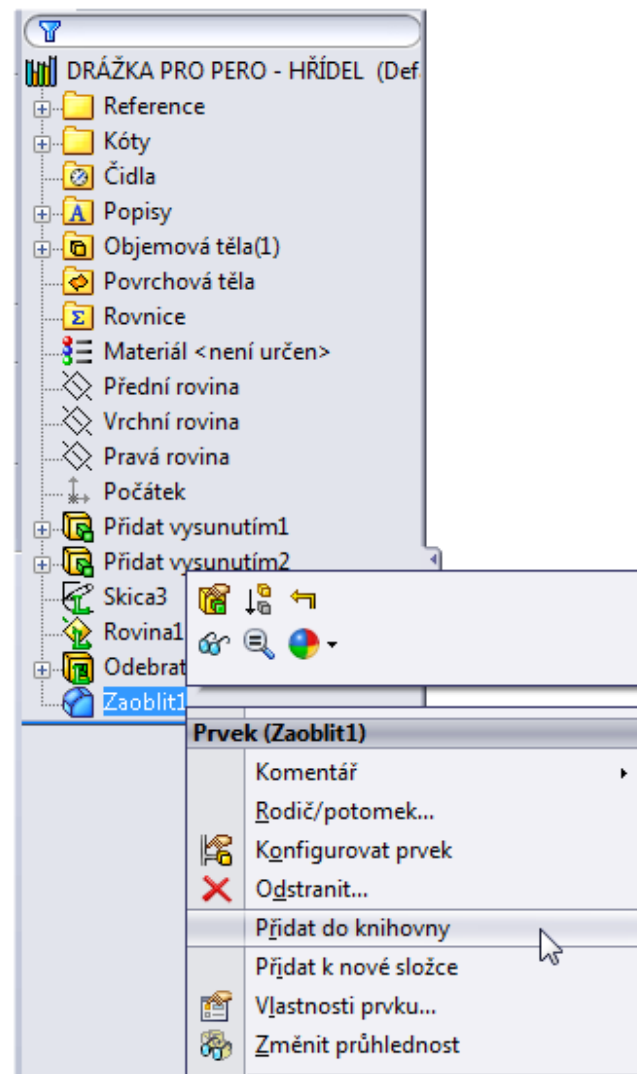 DRÁŽKA PRO PERO - HŘÍDEL (Def
Reference
Kóty
Čidla
Popisy
Objemová těla(1)
Povrchová těla
Rovnice
Materiál <není určen>
Přední rovina
Vrchní rovina
Pravá rovina
Počátek
Přidat vysunutím1
Přidat vysunutím2
Skica3
Rovina1
Odebrat
Zaoblit1
Prvek (Zaoblit1)
Komentář
Rodič/potomek...
Konfigurovat prvek
Odstranit...
Přidat do knihovny
Přidat k nové složce
Vlastnosti prvku...
Změnit průhlednost